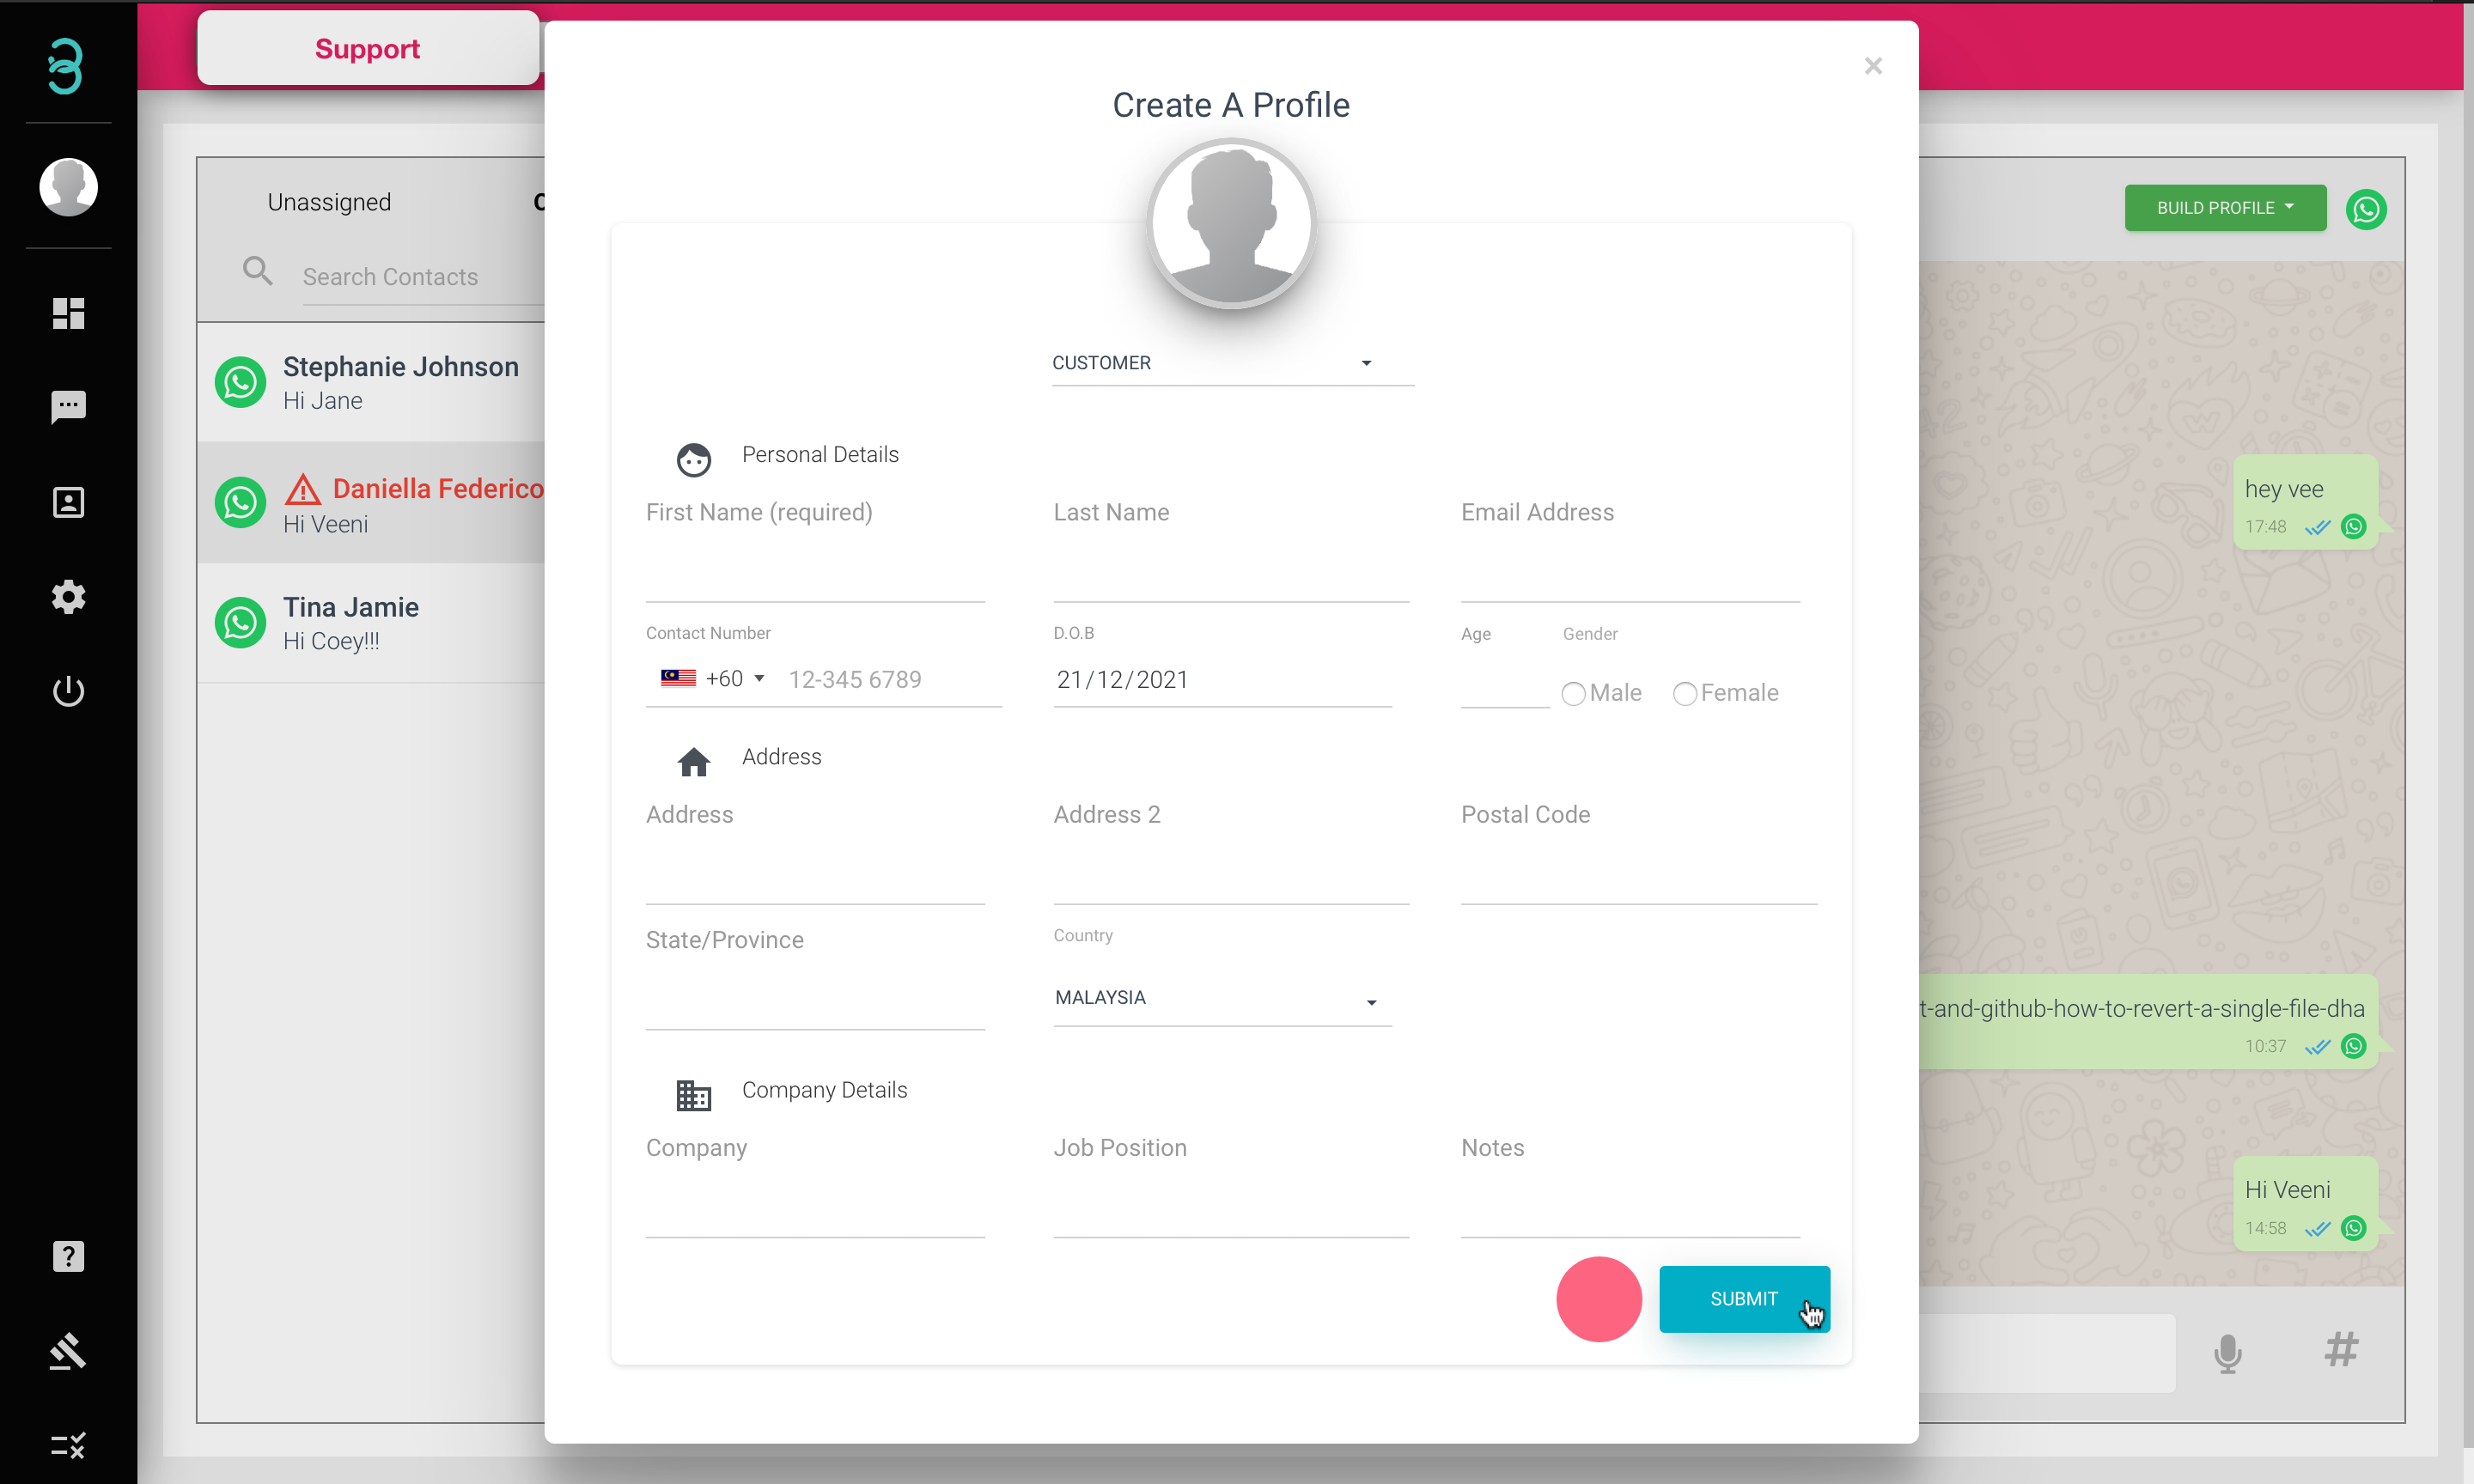 Support
Create A Profile
Unassigned
Search Contacts
BUILD PROFILE
CUSTOMER
Stephanie Johnson
Hi Jane
Daniella Federico
Hi Veeni
Tina Jamie
Hi Coey!!!
Personal Details
First Name (required)
Last Name
Email Address
Contact Number
D.O.B
Age
Gender
+60
12-345 6789
21/12/2021
Male
Female
Address
Address
Address 2
Postal Code
State/Province
Country
MALAYSIA
Company Details
Company
Job Position
Notes
SUBMIT
hey vee
17:48
t-and-github-how-to-revert-a-single-file-dha
10:37
Hi Veeni
14:58